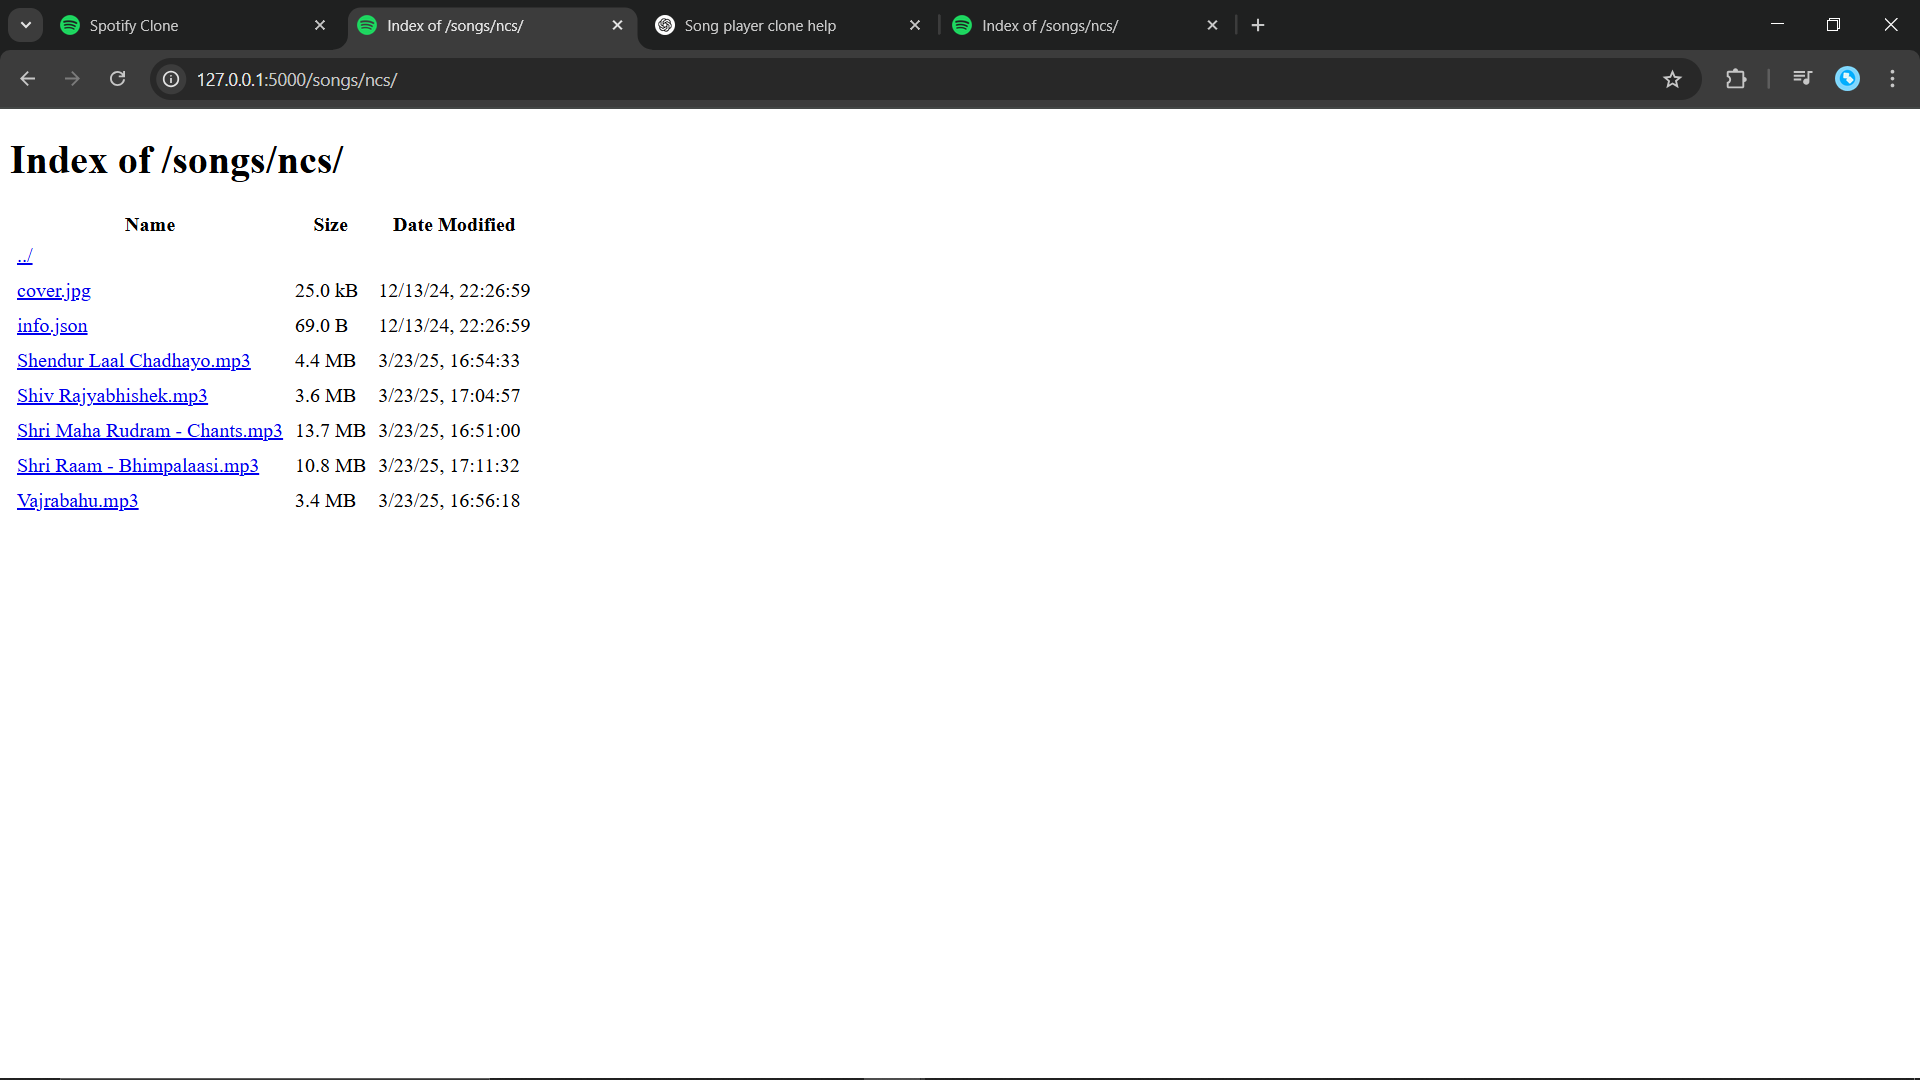 Spotify Clone
Index of /songs/ncs/
Song player clone help
Index of /songs/ncs/
127.0.0.1:5000/songs/ncs/
Index of /songs/ncs/
Name Size Date Modified
../
cover.jpg 25.0 kB 12/13/24, 22:26:59
info.json 69.0 B 12/13/24, 22:26:59
Shendur Laal Chadhayo.mp3 4.4 MB 3/23/25, 16:54:33
Shiv Rajyabhishek.mp3 3.6 MB 3/23/25, 17:04:57
Shri Maha Rudram - Chants.mp3 13.7 MB 3/23/25, 16:51:00
Shri Raam - Bhimpalaasi.mp3 10.8 MB 3/23/25, 17:11:32
Vajrabahu.mp3 3.4 MB 3/23/25, 16:56:18